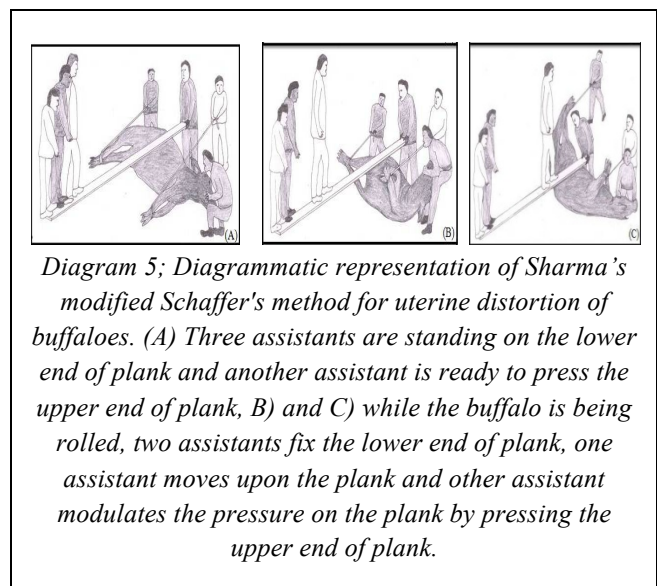 (A)
(B)
(C)
Diagram 5; Diagrammatic representation of Sharma’s
modified Schaffer's method for uterine distortion of
buffaloes. (A) Three assistants are standing on the lower
end of plank and another assistant is ready to press the
upper end of plank, B) and C) while the buffalo is being
rolled, two assistants fix the lower end of plank, one
assistant moves upon the plank and other assistant
modulates the pressure on the plank by pressing the
upper end of plank.